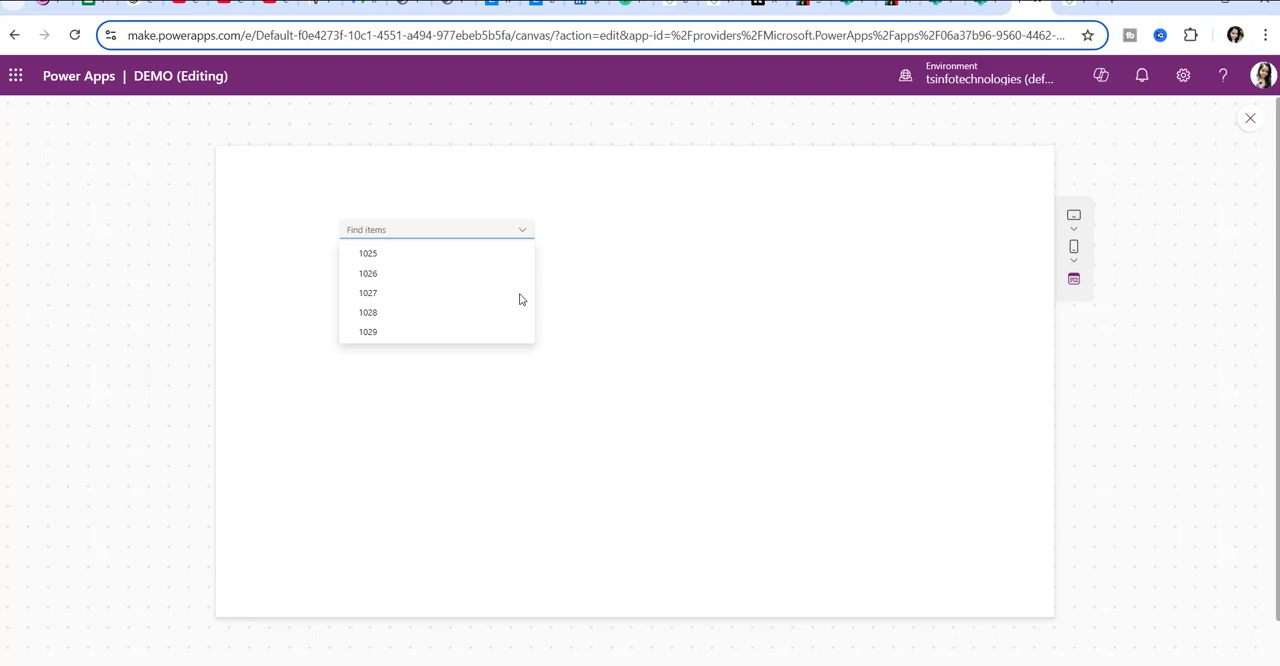 make.powerapps.com/e/Default-f0e4273f-10c1-4551-a494-977ebeb5b5fa/canvas/?action=edit&app-id=%2Fproviders%2FMicrosoft.PowerApps%2Fapps%2F06a37b96-9560-4462-...
Power Apps | DEMO (Editing)
Environment
tsinfotechnologies (def...
Find items
1025
1026
1027
1028
1029